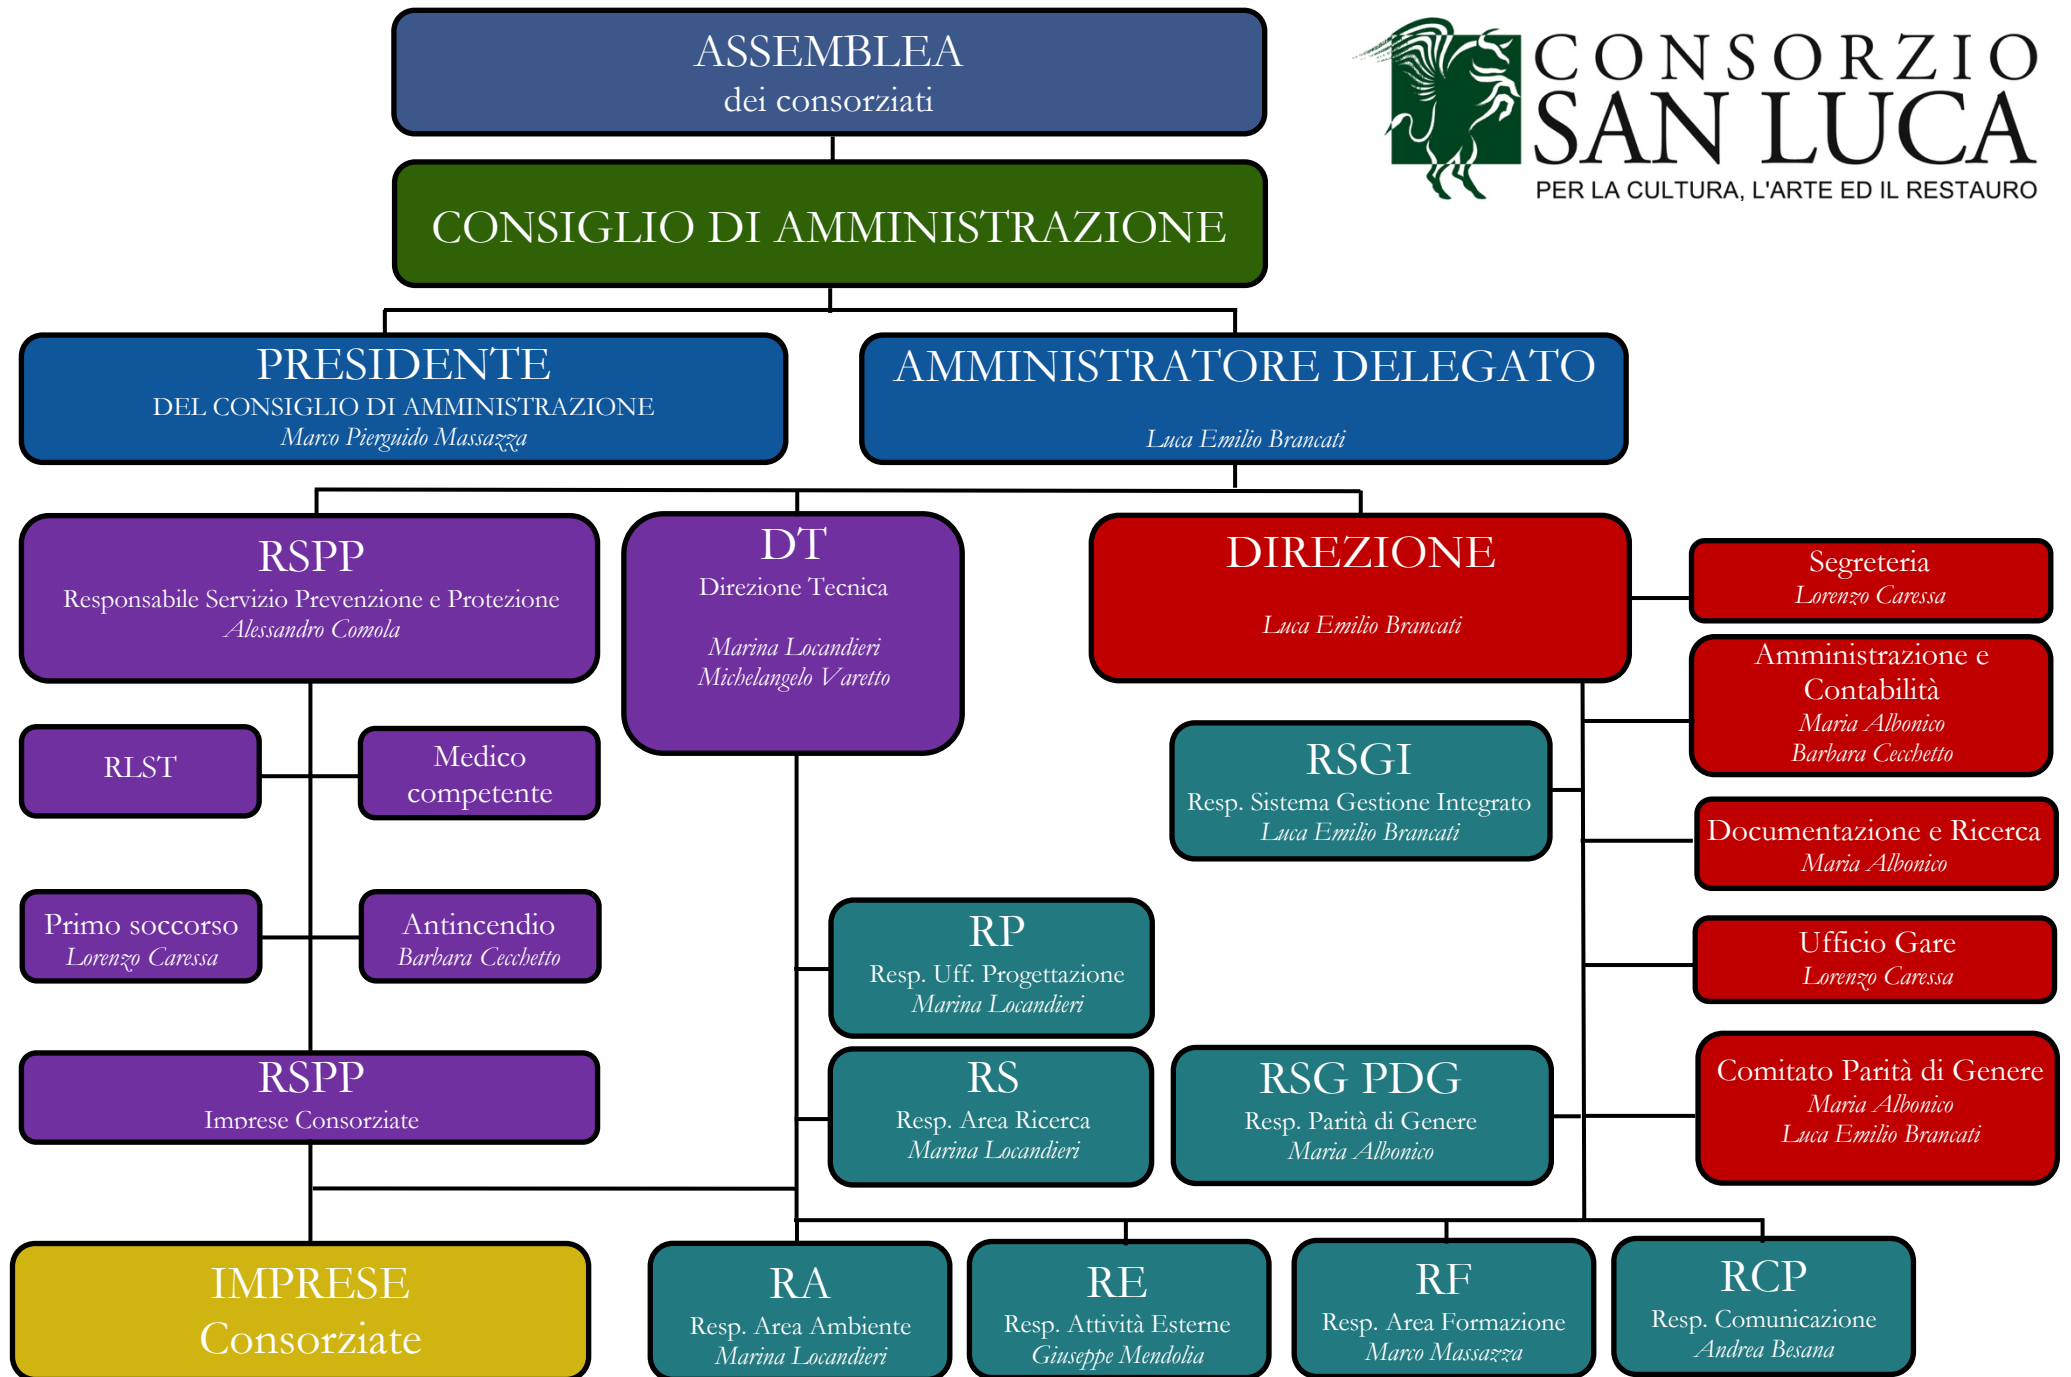 ASSEMBLEA
dei consorziati
CONSORZIO
SAN LUCA
PER LA CULTURA, L'ARTE ED IL RESTAURO
CONSIGLIO DI AMMINISTRAZIONE
PRESIDENTE
DEL CONSIGLIO DI AMMINISTRAZIONE
Marco Pierguido Massazza
AMMINISTRATORE DELEGATO
Luca Emilio Brancati
RSPP
Responsabile Servizio Prevenzione e Protezione
Alessandro Comola
DT
Direzione Tecnica
Marina Locandieri
Michelangelo Varetto
DIREZIONE
Luca Emilio Brancati
Segreteria
Lorenzo Caressa
Amministrazione e
Contabilità
Maria Albonico
Barbara Cecchetto
RLST
Medico
competente
RSGI
Resp. Sistema Gestione Integrato
Luca Emilio Brancati
Documentazione e Ricerca
Maria Albonico
Primo soccorso
Lorenzo Caressa
Antincendio
Barbara Cecchetto
RP
Resp. Uff. Progettazione
Marina Locandieri
Ufficio Gare
Lorenzo Caressa
RSPP
Imprese Consorziate
RS
Resp. Area Ricerca
Marina Locandieri
RSG PDG
Resp. Parità di Genere
Maria Albonico
Comitato Parità di Genere
Maria Albonico
Luca Emilio Brancati
IMPRESE
Consorziate
RA
Resp. Area Ambiente
Marina Locandieri
RE
Resp. Attività Esterne
Giuseppe Mendolia
RF
Resp. Area Formazione
Marco Massazza
RCP
Resp. Comunicazione
Andrea Besana